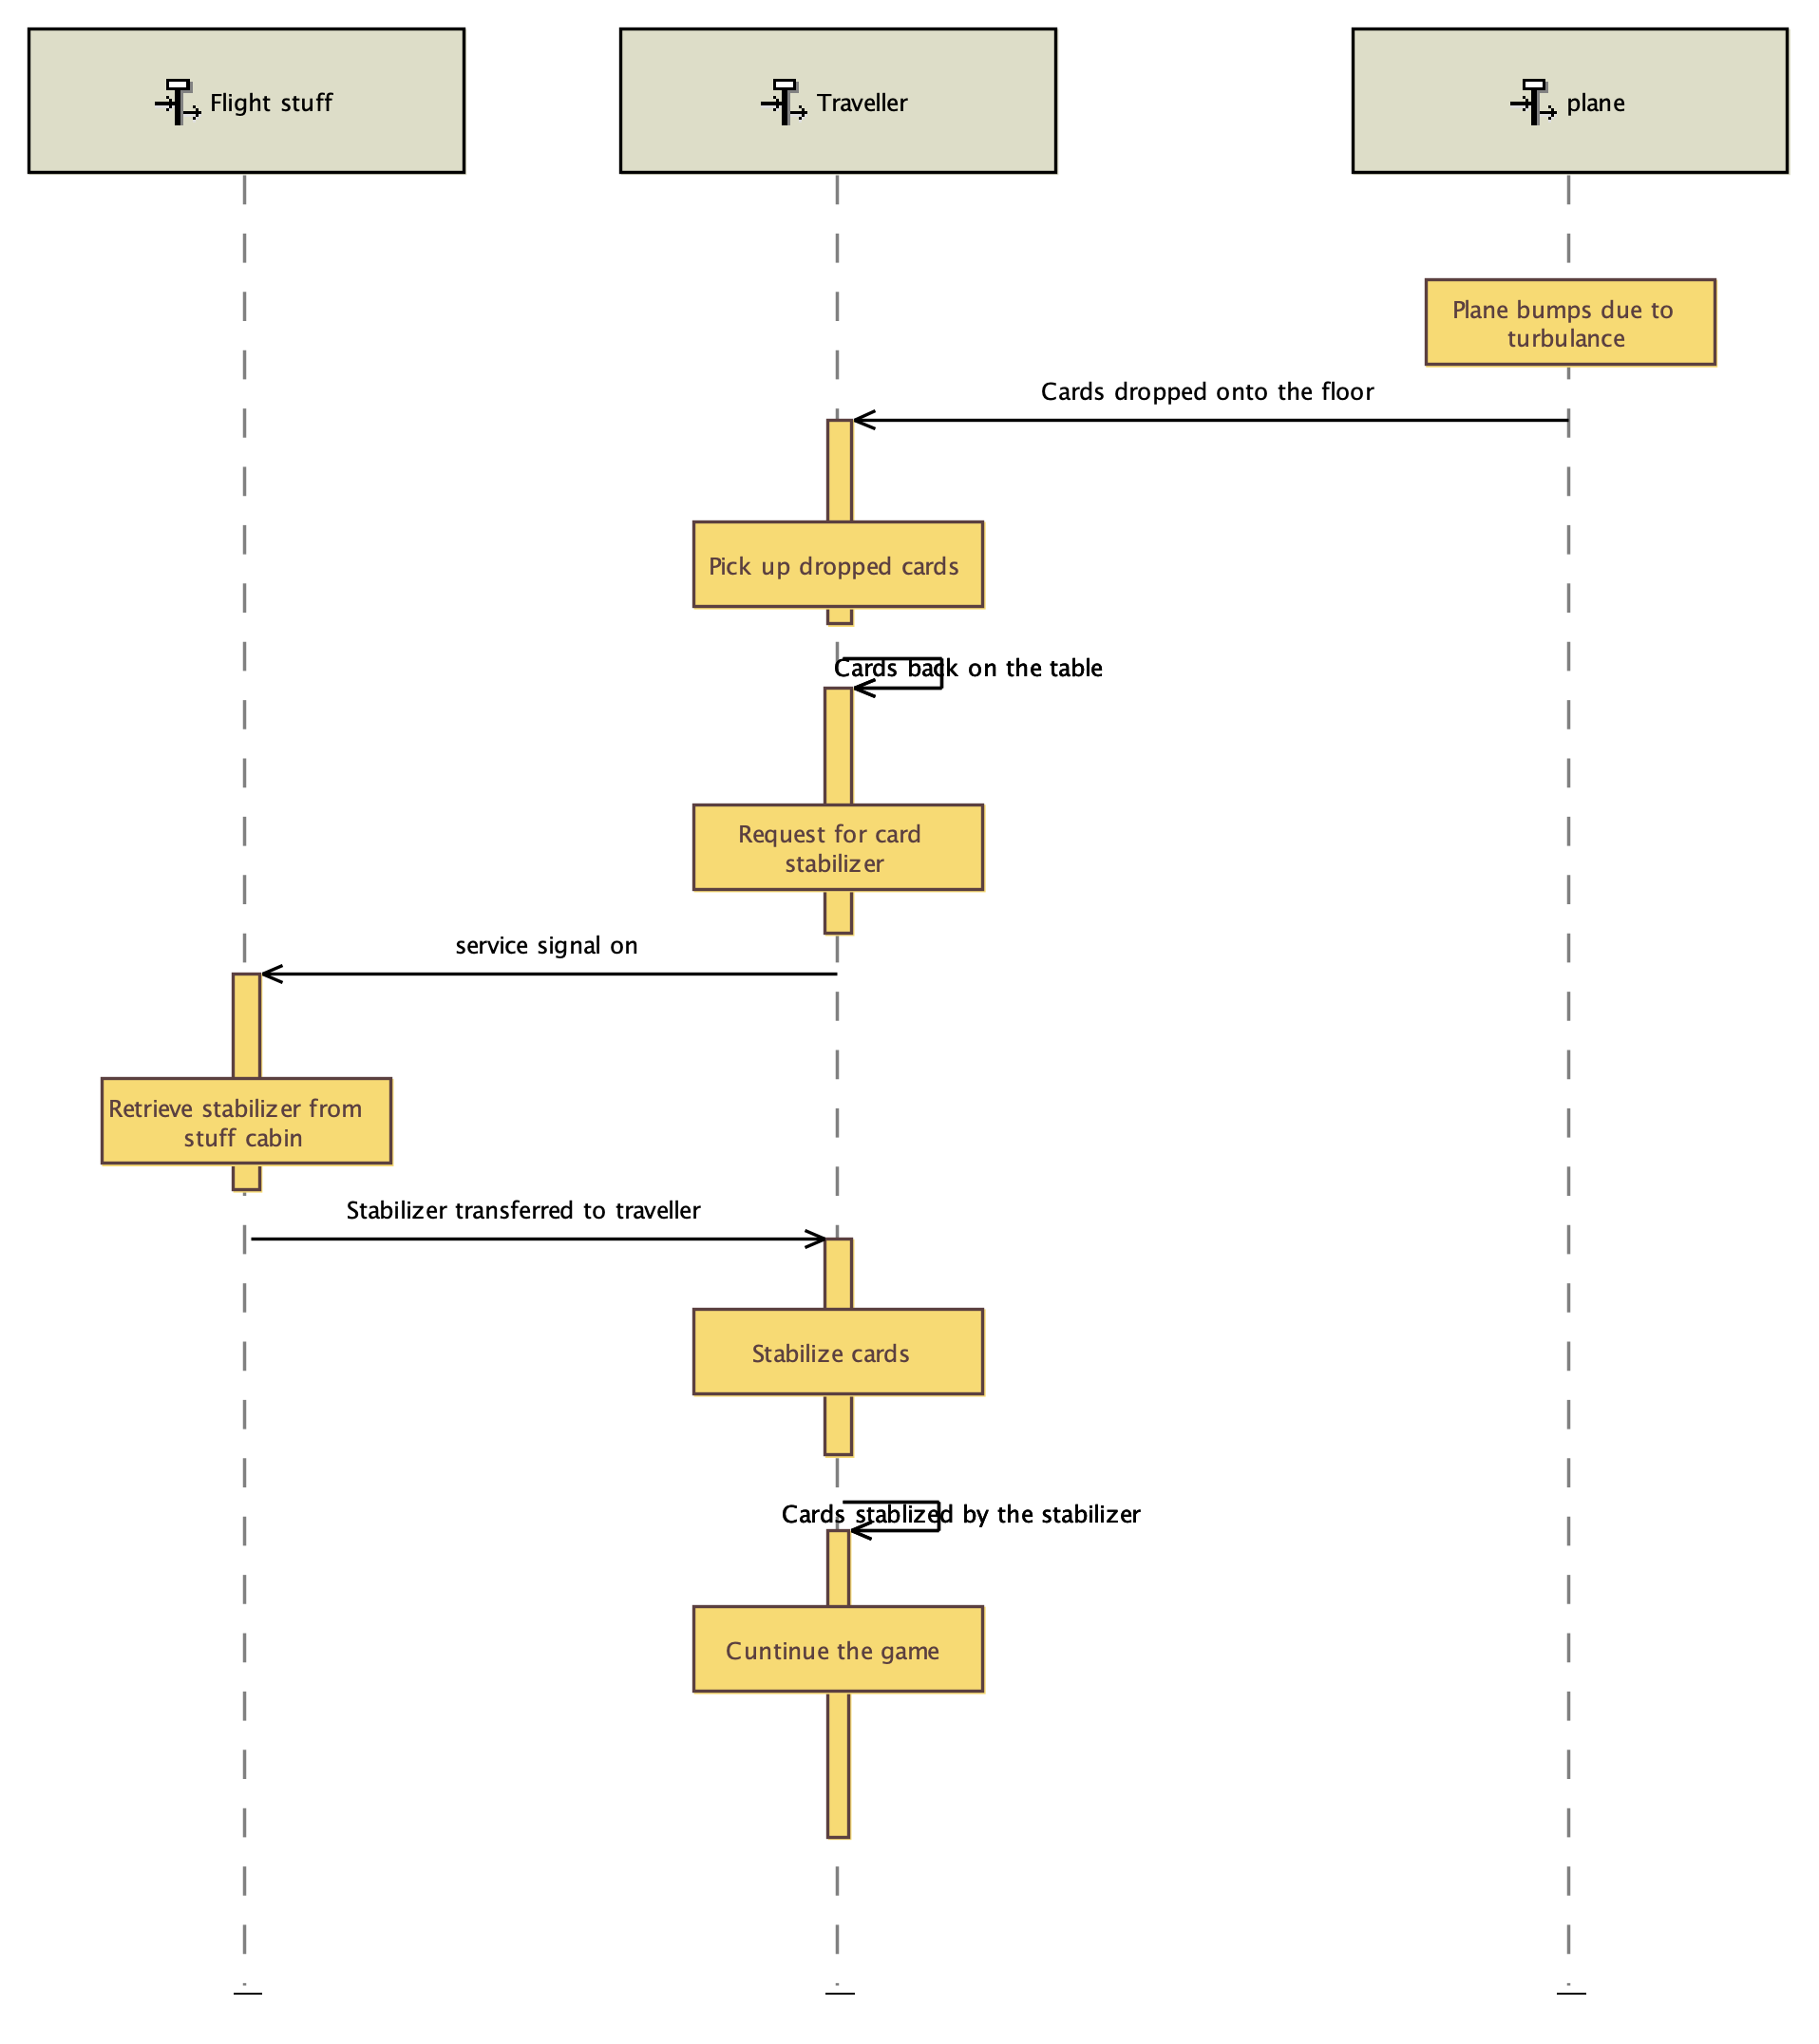 Flight stuff
Traveller
plane
Plane bumps due to
turbulance
Cards dropped onto the floor
Pick up dropped cards
Cards back on the table
Request for card
stabilizer
service signal on
Retrieve stabilizer from
stuff cabin
Stabilizer transferred to traveller
Stabilize cards
Cards stablized by the stabilizer
Cuntinue the game